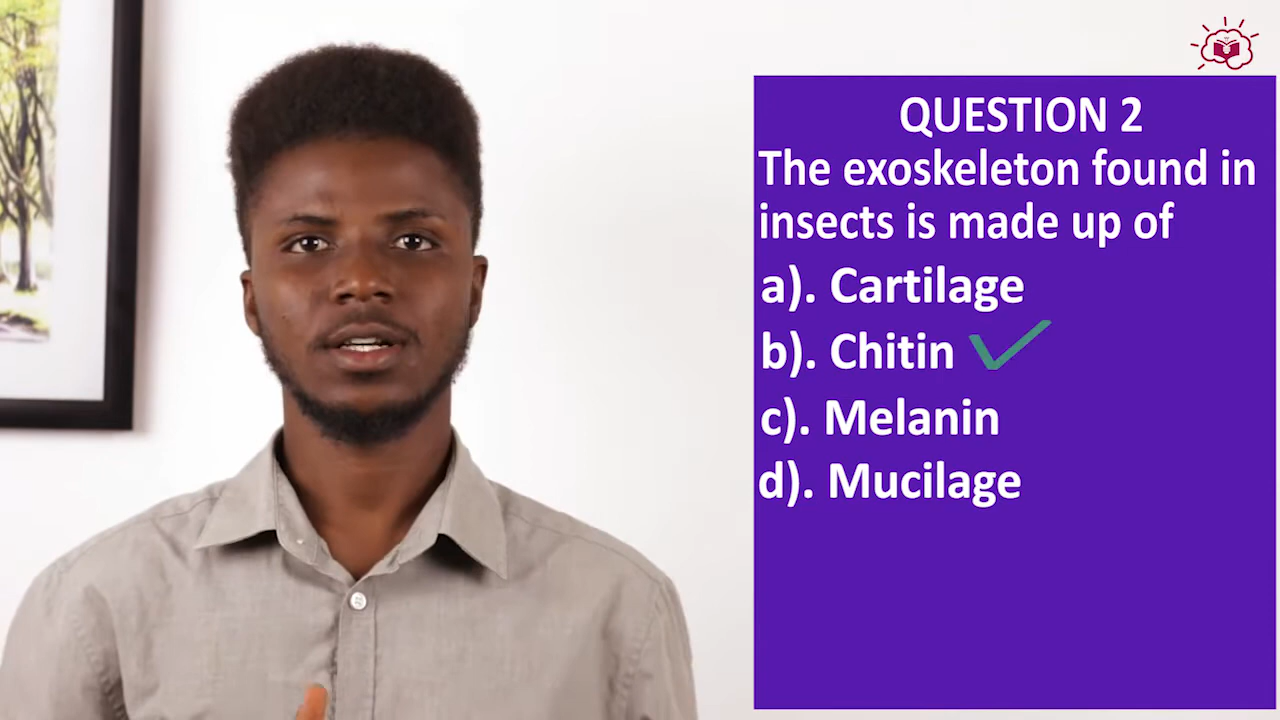 QUESTION 2
The exoskeleton found in
insects is made up of
a). Cartilage
b). Chitin
c). Melanin
d). Mucilage